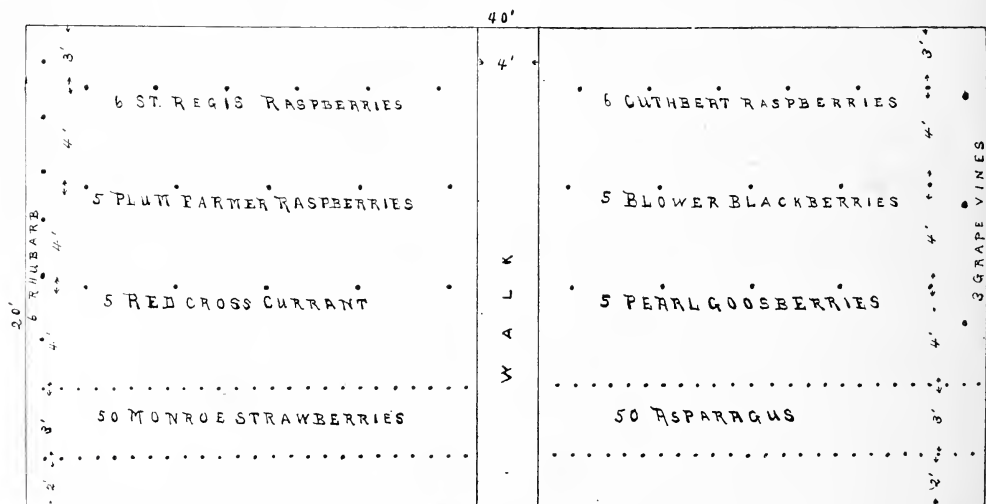 40'
3'
4'
3'
6 ST. REGIS RASPBERRIES
6 CUTHBERT RASPBERRIES
4'
4'
5 PLUM FARMER RASPBERRIES
5 BLOWER BLACKBERRIES
6 RHUBARB
4'
4'
3 GRAPE VINES
20'
WALK
5 RED CROSS CURRANT
5 PEARL GOOSBERRIES
4'
4'
50 MONROE STRAWBERRIES
50 ASPARAGUS
3'
3'
2'
2'